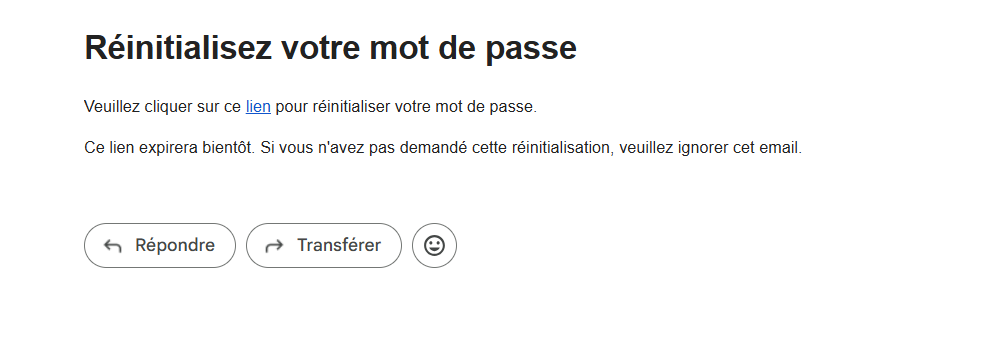 Réinitialisez votre mot de passe
Veuillez cliquer sur ce lien pour réinitialiser votre mot de passe.
Ce lien expirera bientôt. Si vous n'avez pas demandé cette réinitialisation, veuillez ignorer cet email.
Répondre Transférer